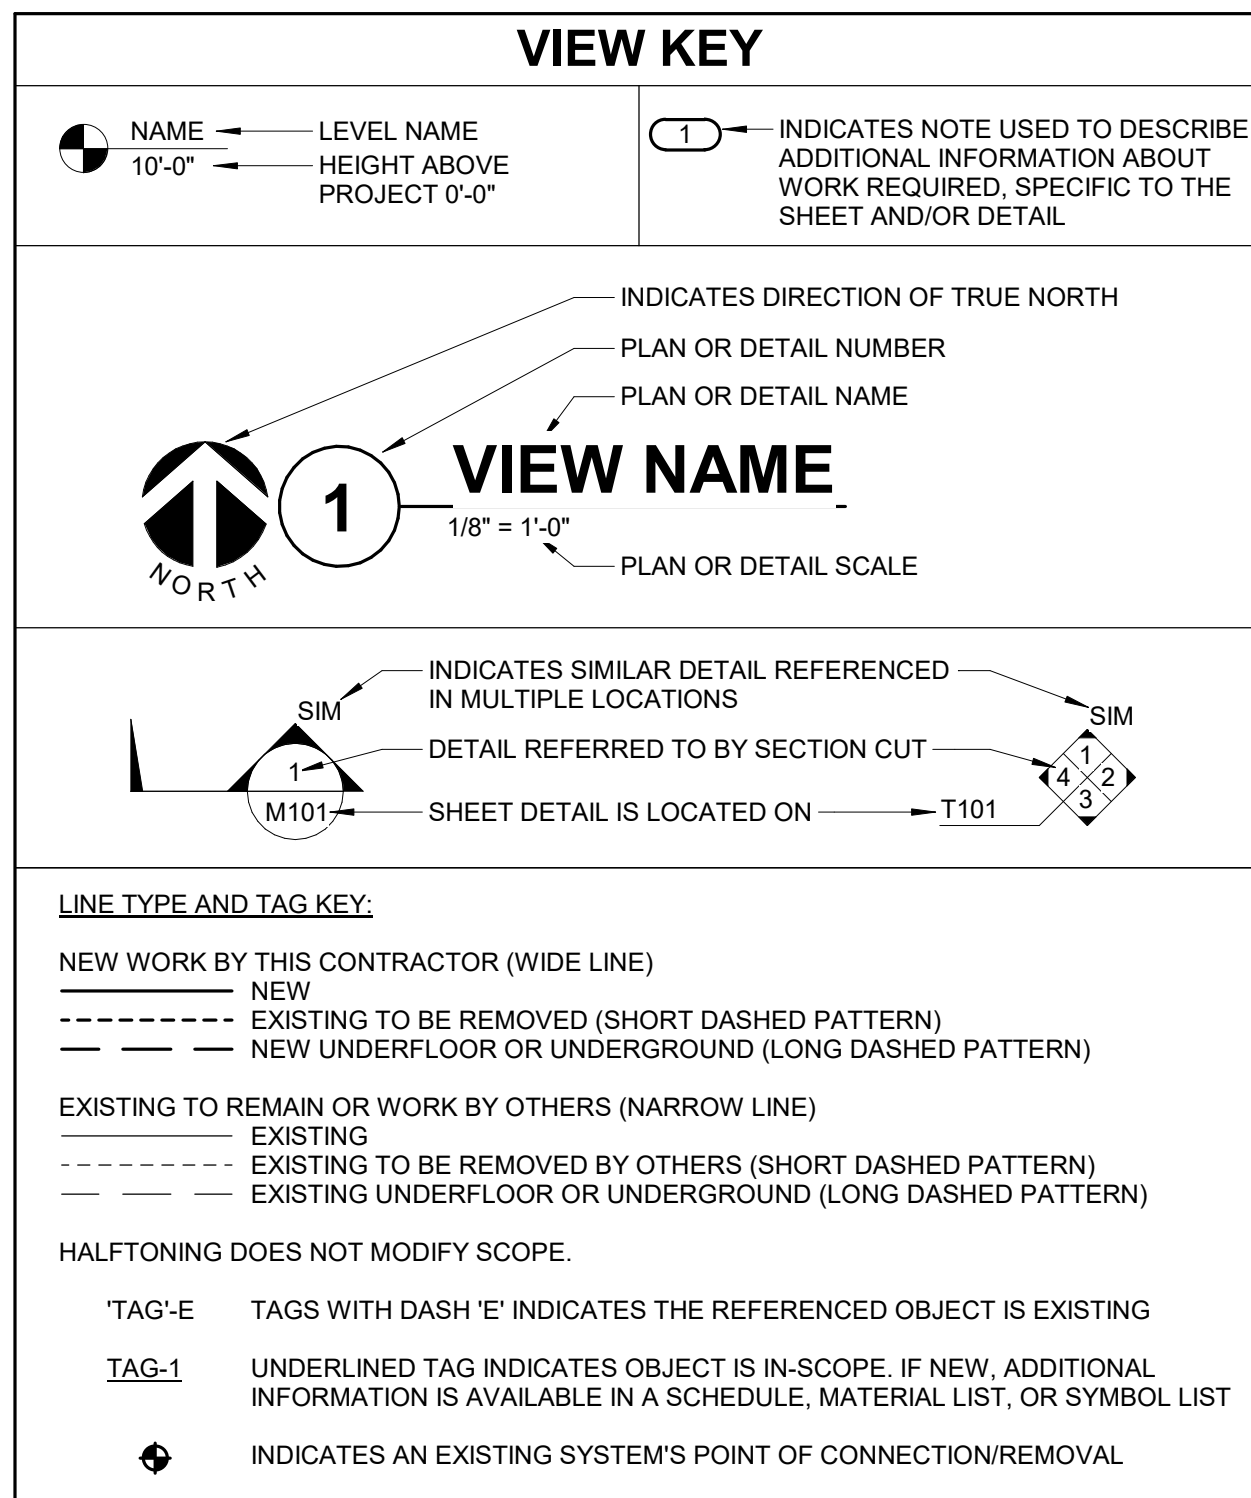 VIEW KEY
NAME
LEVEL NAME
10'-0"
HEIGHT ABOVE
PROJECT 0'-0"
1
INDICATES NOTE USED TO DESCRIBE
ADDITIONAL INFORMATION ABOUT
WORK REQUIRED, SPECIFIC TO THE
SHEET AND/OR DETAIL
INDICATES DIRECTION OF TRUE NORTH
PLAN OR DETAIL NUMBER
PLAN OR DETAIL NAME
NORTH
1
VIEW NAME
1/8" = 1'-0"
PLAN OR DETAIL SCALE
INDICATES SIMILAR DETAIL REFERENCED
IN MULTIPLE LOCATIONS
SIM
SIM
DETAIL REFERRED TO BY SECTION CUT
1
M101
SHEET DETAIL IS LOCATED ON
T101
1
4 2
3
LINE TYPE AND TAG KEY:
NEW WORK BY THIS CONTRACTOR (WIDE LINE)
NEW
EXISTING TO BE REMOVED (SHORT DASHED PATTERN)
NEW UNDERFLOOR OR UNDERGROUND (LONG DASHED PATTERN)
EXISTING TO REMAIN OR WORK BY OTHERS (NARROW LINE)
EXISTING
EXISTING TO BE REMOVED BY OTHERS (SHORT DASHED PATTERN)
EXISTING UNDERFLOOR OR UNDERGROUND (LONG DASHED PATTERN)
HALFTONING DOES NOT MODIFY SCOPE.
'TAG'-E TAGS WITH DASH 'E' INDICATES THE REFERENCED OBJECT IS EXISTING
TAG-1 UNDERLINED TAG INDICATES OBJECT IS IN-SCOPE. IF NEW, ADDITIONAL
INFORMATION IS AVAILABLE IN A SCHEDULE, MATERIAL LIST, OR SYMBOL LIST
INDICATES AN EXISTING SYSTEM'S POINT OF CONNECTION/REMOVAL